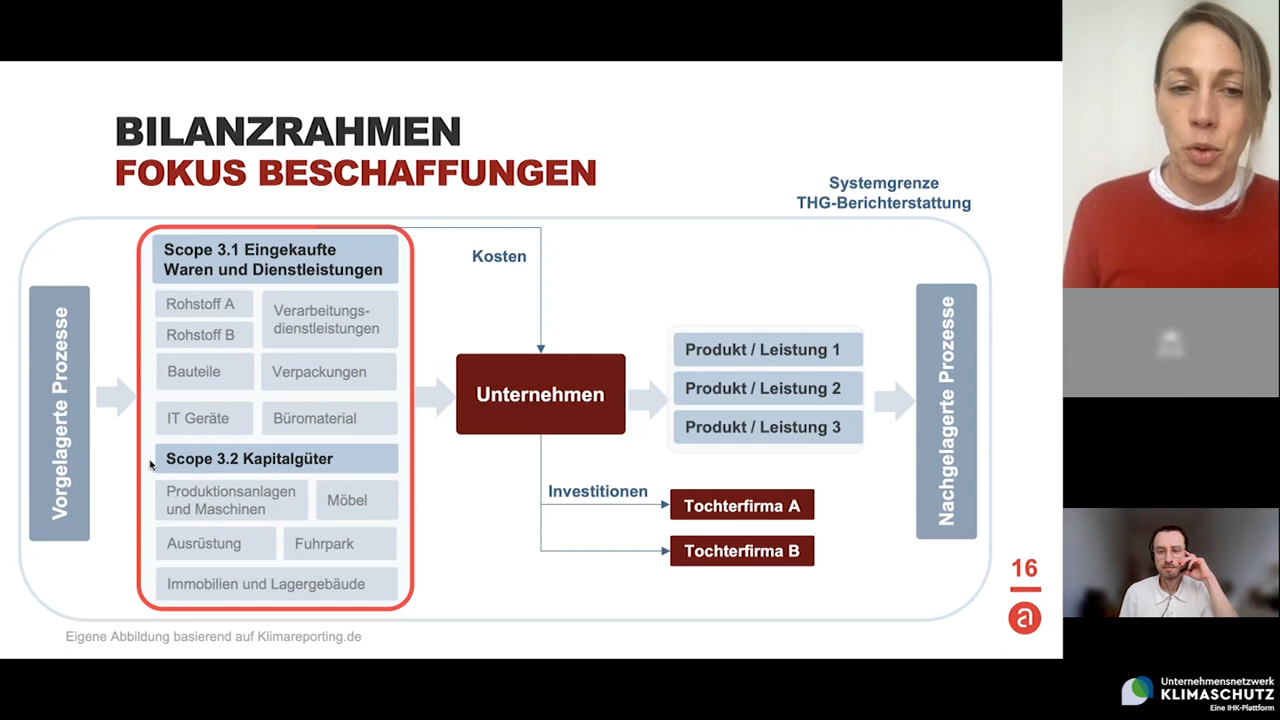 BILANZRAHMEN
FOKUS BESCHAFFUNGEN
Systemgrenze
THG-Berichterstattung
Vorgelagerte Prozesse
Scope 3.1 Eingekaufte
Waren und Dienstleistungen
Rohstoff A
Rohstoff B
Verarbeitungs-
dienstleistungen
Bauteile
Verpackungen
IT Geräte
Büromaterial
Scope 3.2 Kapitalgüter
Produktionsanlagen
und Maschinen
Möbel
Ausrüstung
Fuhrpark
Immobilien und Lagergebäude
Kosten
Unternehmen
Investitionen
Produkt / Leistung 1
Produkt / Leistung 2
Produkt / Leistung 3
Tochterfirma A
Tochterfirma B
Nachgelagerte Prozesse
16
a
Eigene Abbildung basierend auf Klimareporting.de
Unternehmensnetzwerk
KLIMASCHUTZ
Eine IHK-Plattform